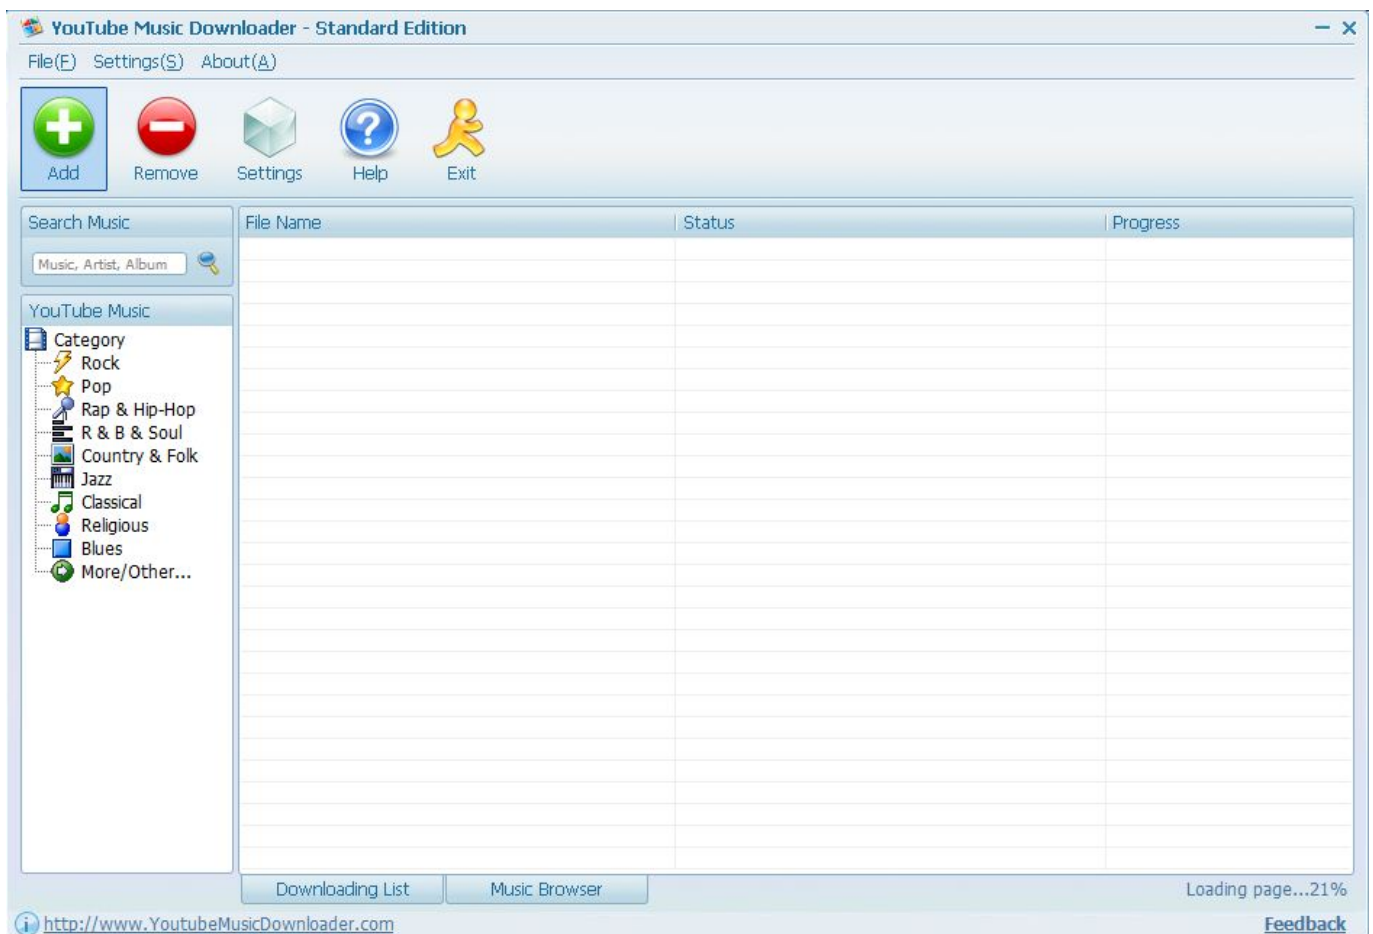 YouTube Music Downloader - Standard Edition
File(F) Settings(S) About(A)
Add Remove Settings Help Exit
Search Music
Music, Artist, Album
File Name Status Progress
YouTube Music
Category
Rock
Pop
Rap & Hip-Hop
R & B & Soul
Country & Folk
Jazz
Classical
Religious
Blues
More/Other...
Downloading List Music Browser Loading page...21%
http://www.YoutubeMusicDownloader.com Feedback